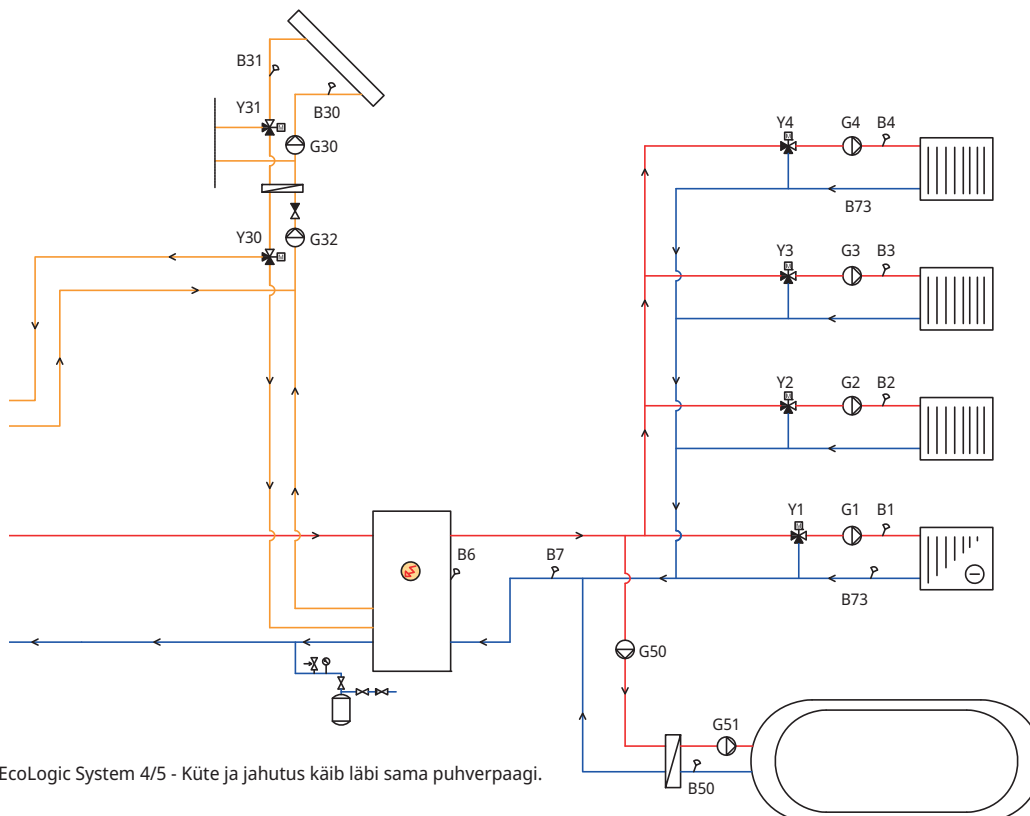 B31
B30
Y31
G30
Y4 G4 B4
B73
Y30
G32
Y3 G3 B3
Y2 G2 B2
Y1 G1 B1
B6
B7
B73
G50
G51
B50
EcoLogic System 4/5 - Küte ja jahutus käib läbi sama puhverpaagi.